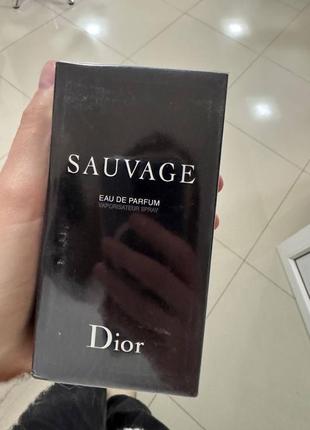 SAUVAGE
EAU DE PARFUM
VAPORISATEUR SPRAY
Dior